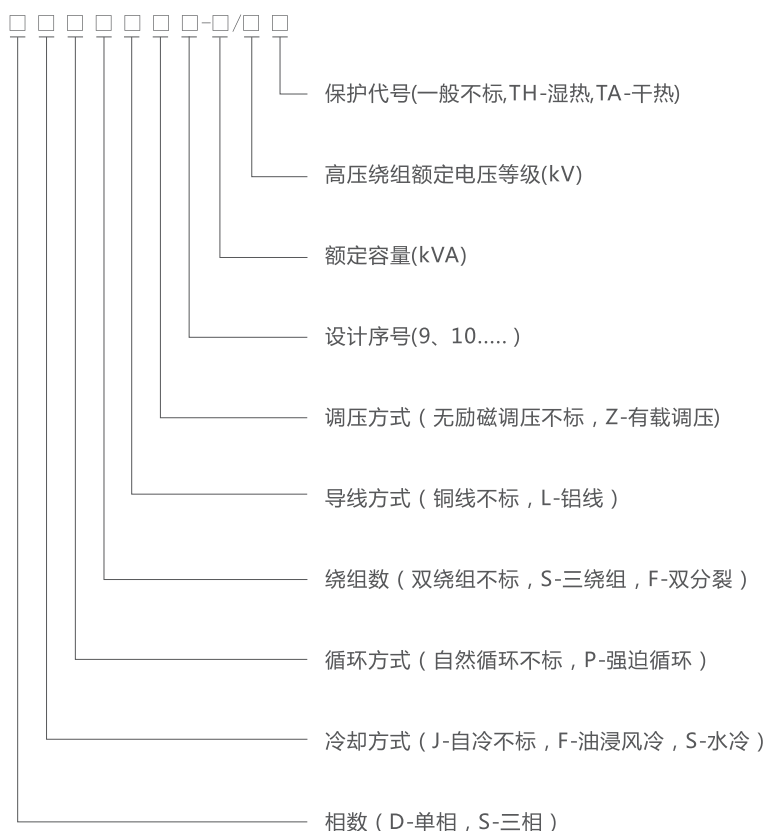 □□□□□□□-□/□□
保护代号(一般不标,TH-湿热,TA-干热)
高压绕组额定电压等级(kV)
额定容量(kVA)
设计序号(9、10.....）
调压方式（无励磁调压不标，Z-有载调压)
导线方式（铜线不标，L-铝线）
绕组数（双绕组不标，S-三绕组，F-双分裂）
循环方式（自然循环不标，P-强迫循环）
冷却方式（J-自冷不标，F-油浸风冷，S-水冷）
相数（D-单相，S-三相）